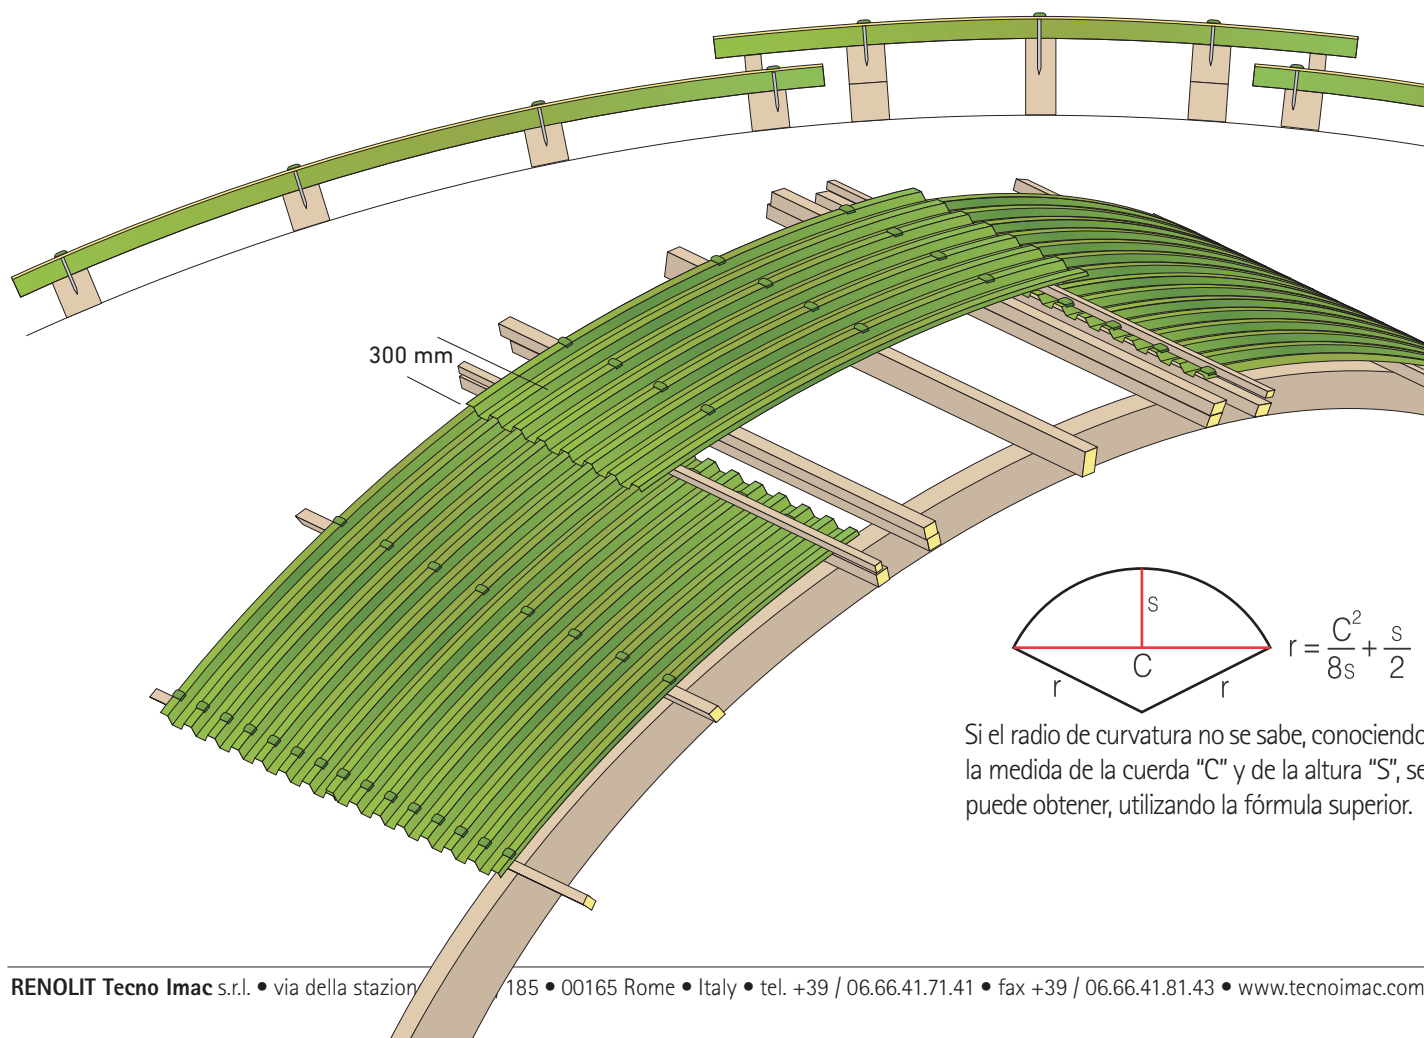 300 mm
s
C
r
r
r = C²/8s + s/2
Si el radio de curvatura no se sabe, conociendo
la medida de la cuerda “C” y de la altura “S”, se
puede obtener, utilizando la fórmula superior.
RENOLIT Tecno Imac s.r.l. • via della 185 • 00165 Rome • Italy • tel. +39 / 06.66.41.71.41 • fax +39 / 06.66.41.81.43 • www.tecnoimac.com